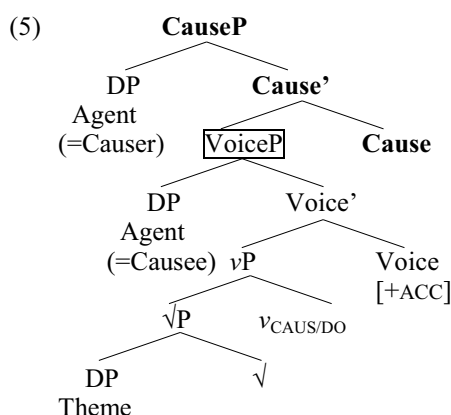 (5) CauseP
DP Cause’
Agent
(=Causer) VoiceP Cause
DP Voice’
Agent
(=Causee) vP Voice
[+ACC]
√P vCAUS/DO
DP √
Theme